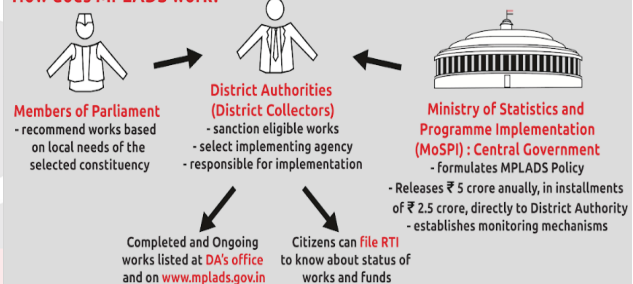 How does MPLADS work?
Members of Parliament
- recommend works based
on local needs of the
selected constituency
District Authorities
(District Collectors)
- sanction eligible works
- select implementing agency
- responsible for implementation
Ministry of Statistics and
Programme Implementation
(MoSPI) : Central Government
- formulates MPLADS Policy
- Releases ₹ 5 crore anually, in installments
of ₹ 2.5 crore, directly to District Authority
- establishes monitoring mechanisms
Completed and Ongoing
works listed at DA's office
and on www.mplads.gov.in
Citizens can file RTI
to know about status of
works and funds